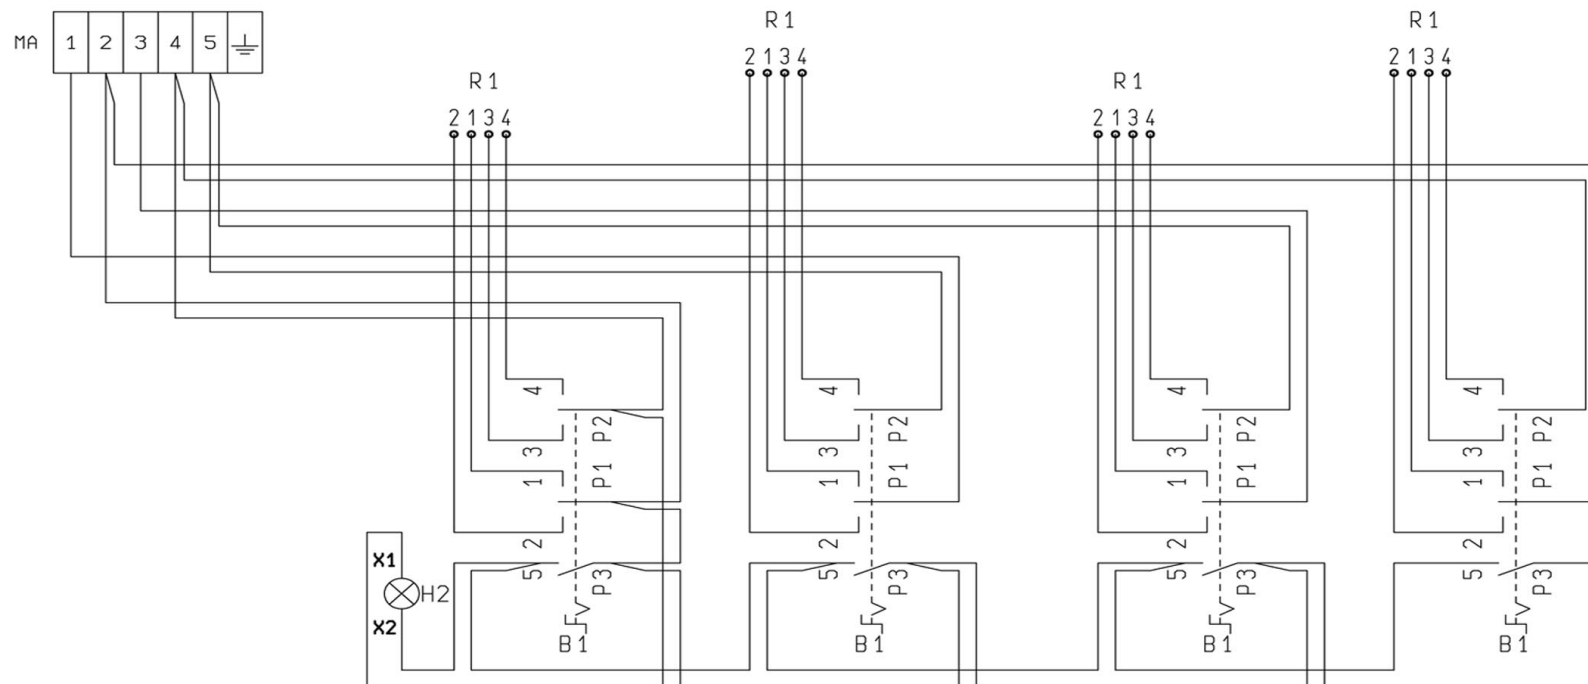 R1 R1
MA 1 2 3 4 5
2 1 3 4 2 1 3 4
R1 R1
2 1 3 4 2 1 3 4
4 4 4 4
P2 P2 P2 P2
3 3 3 3
1 P1 1 P1 1 P1 1 P1
2 2 2 2
X1
5 P3 5 P3 5 P3 5 P3
H2
X2
B1 B1 B1 B1